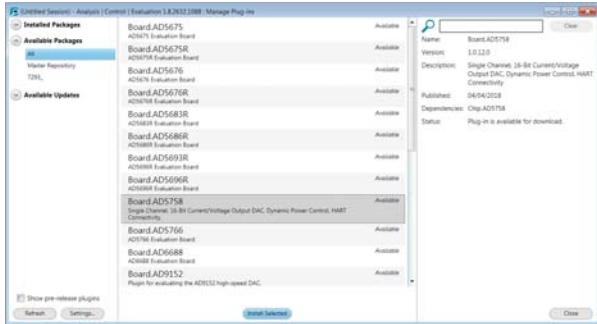 (Untitled Session) - Analysis | Control | Evaluation 1.8.2632.1088 : Manage Plug-ins
Installed Packages
Available Packages
All
Master Repository
7293_
Available Updates
Show pre-release plugins
Refresh
Settings...
Board.AD5675
Available
AD5675 Evaluation Board
Board.AD5675R
Available
AD5675R Evaluation Board
Board.AD5676
Available
AD5676 Evaluation Board
Board.AD5676R
Available
AD5676R Evaluation Board
Board.AD5683R
Available
AD5683R Evaluation Board
Board.AD5686R
Available
AD5686R Evaluation Board
Board.AD5693R
Available
AD5693R Evaluation Board
Board.AD5696R
Available
AD5696R Evaluation Board
Board.AD5758
Available
Single Channel, 16-Bit Current/Voltage Output DAC, Dynamic Power Control, HART
Connectivity.
Board.AD5766
Available
AD5766 Evaluation Board
Board.AD6688
Available
AD6688 Evaluation Board
Board.AD9152
Available
Plugin for evaluating the AD9152 high-speed DAC.
Install Selected
Clear
Name: Board.AD5758
Version: 1.0.12.0
Description: Single Channel, 16-Bit Current/Voltage
Output DAC, Dynamic Power Control, HART
Connectivity
Published: 04/04/2018
Dependencies: Chip.AD5758
Status: Plug-in is available for download.
Close